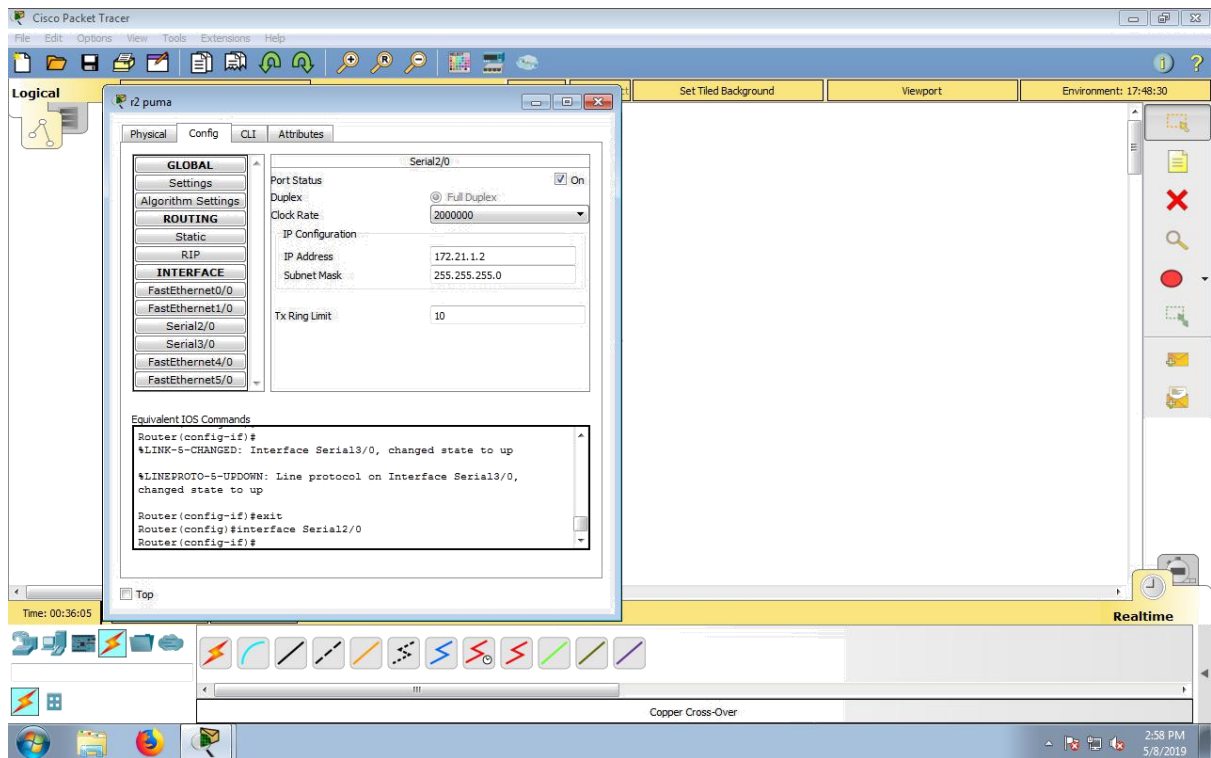 Cisco Packet Tracer
File Edit Options View Tools Extensions Help
Logical
Set Tiled Background
Viewport
Environment: 17:48:30
r2 puma
Physical Config CLI Attributes
GLOBAL
Settings
Algorithm Settings
ROUTING
Static
RIP
INTERFACE
FastEthernet0/0
FastEthernet1/0
Serial2/0
Serial3/0
FastEthernet4/0
FastEthernet5/0
Serial2/0
Port Status On
Duplex Full Duplex
Clock Rate 2000000
IP Configuration
IP Address 172.21.1.2
Subnet Mask 255.255.255.0
Tx Ring Limit 10
Equivalent IOS Commands
Router(config-if)#
%LINK-5-CHANGED: Interface Serial3/0, changed state to up
%LINEPROTO-5-UPDOWN: Line protocol on Interface Serial3/0,
changed state to up
Router(config-if)#exit
Router(config)#interface Serial2/0
Router(config-if)#
Top
Time: 00:36:05
Realtime
Copper Cross-Over
2:58 PM
5/8/2019